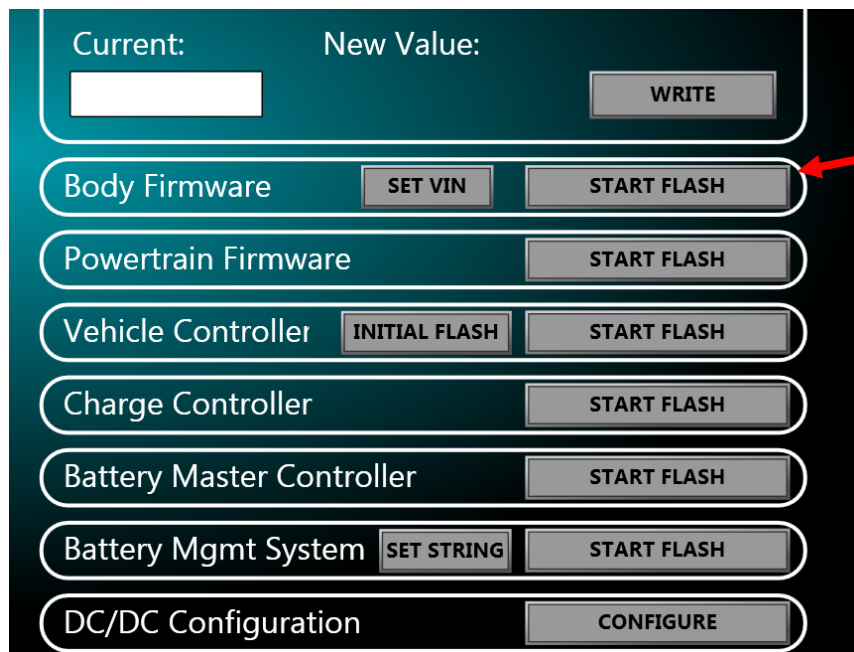 Current: New Value:
WRITE
Body Firmware SET VIN START FLASH
Powertrain Firmware START FLASH
Vehicle Controller INITIAL FLASH START FLASH
Charge Controller START FLASH
Battery Master Controller START FLASH
Battery Mgmt System SET STRING START FLASH
DC/DC Configuration CONFIGURE